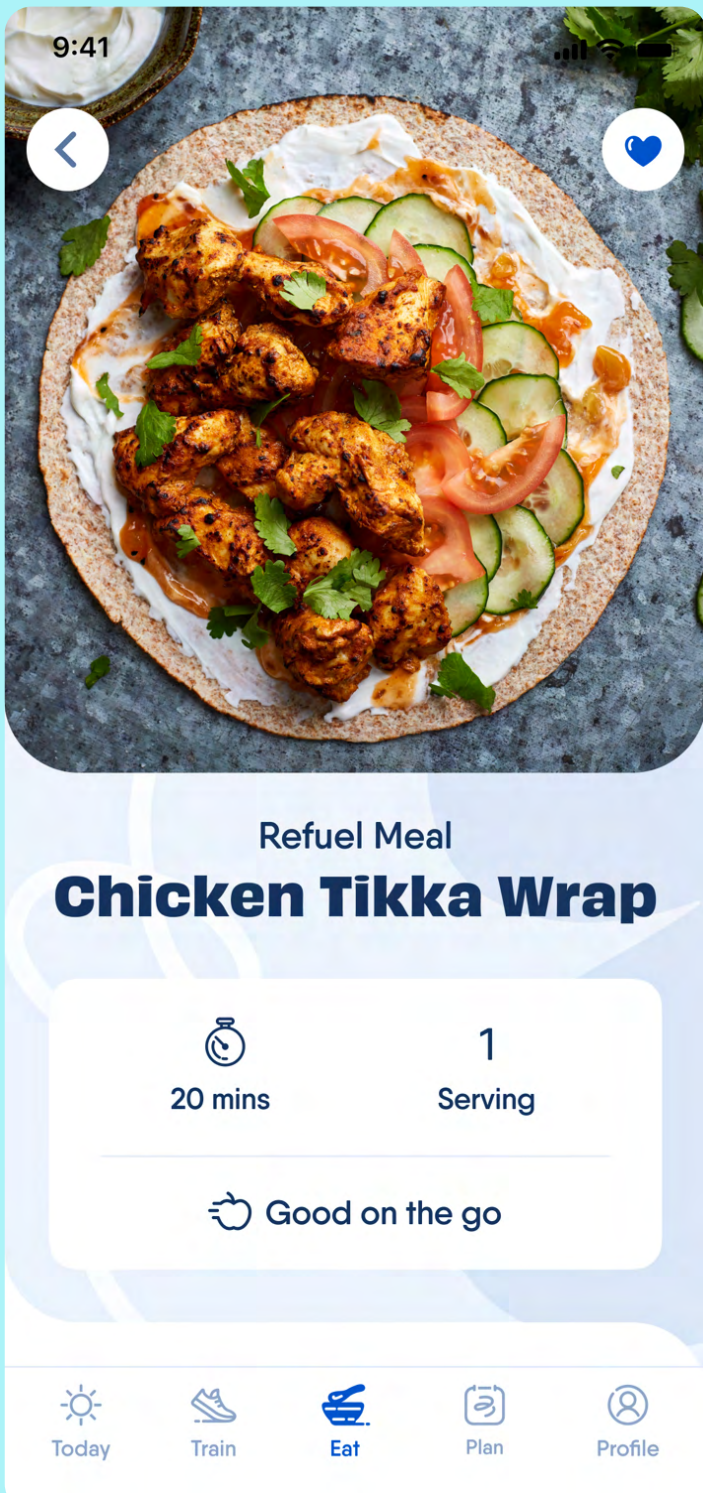 9:41
Refuel Meal
Chicken Tikka Wrap
20 mins
1
Serving
Good on the go
Today
Train
Eat
Plan
Profile